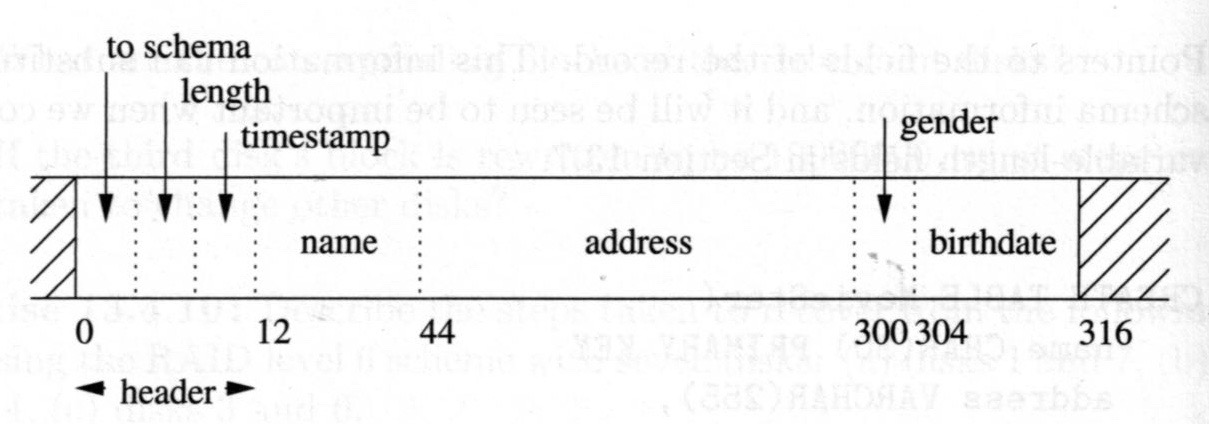 to schema
length
timestamp
gender
name address birthdate
0 12 44 300 304 316
header